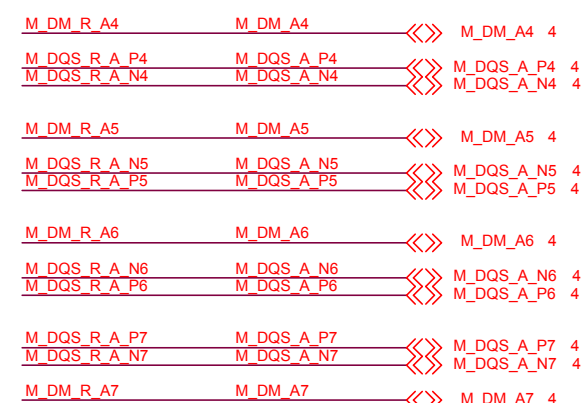 M_DM_R_A4 M_DM_A4 M_DM_A4 4
M_DQS_R_A_P4 M_DQS_A_P4 M_DQS_A_P4 4
M_DQS_R_A_N4 M_DQS_A_N4 M_DQS_A_N4 4
M_DM_R_A5 M_DM_A5 M_DM_A5 4
M_DQS_R_A_N5 M_DQS_A_N5 M_DQS_A_N5 4
M_DQS_R_A_P5 M_DQS_A_P5 M_DQS_A_P5 4
M_DM_R_A6 M_DM_A6 M_DM_A6 4
M_DQS_R_A_N6 M_DQS_A_N6 M_DQS_A_N6 4
M_DQS_R_A_P6 M_DQS_A_P6 M_DQS_A_P6 4
M_DQS_R_A_P7 M_DQS_A_P7 M_DQS_A_P7 4
M_DQS_R_A_N7 M_DQS_A_N7 M_DQS_A_N7 4
M_DM_R_A7 M_DM_A7 M_DM_A7 4